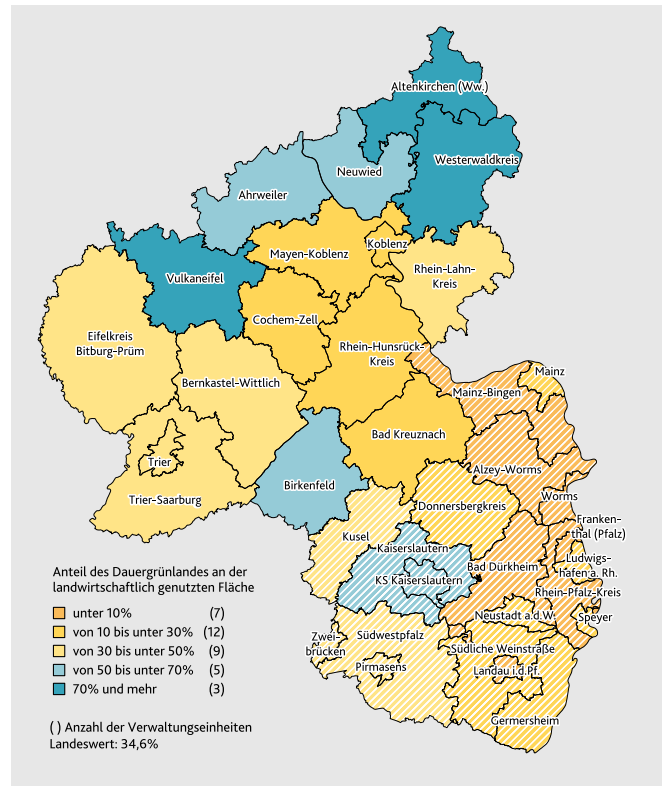 Altenkirchen (Ww.)
Westerwaldkreis
Neuwied
Ahrweiler
Koblenz
Mayen-Koblenz
Rhein-Lahn-
Kreis
Vulkaneifel
Cochem-Zell
Eifelkreis
Bitburg-Prüm
Rhein-Hunsrück-
Kreis
Mainz
Bernkastel-Wittlich
Mainz-Bingen
Bad Kreuznach
Trier
Alzey-Worms
Birkenfeld
Worms
Trier-Saarburg
Donnersbergkreis
Franken-
thal (Pfalz)
Kusel
Kaiserslautern
Ludwigs-
hafen a. Rh.
Bad Dürkheim
KS Kaiserslautern
Rhein-Pfalz-Kreis
Neustadt a.d.W.
Speyer
Zwei-
brücken
Südwestpfalz
Südliche Weinstraße
Pirmasens
Landau i.d.Pf.
Germersheim
Anteil des Dauergrünlandes an der
landwirtschaftlich genutzten Fläche
unter 10% (7)
von 10 bis unter 30% (12)
von 30 bis unter 50% (9)
von 50 bis unter 70% (5)
70% und mehr (3)
( ) Anzahl der Verwaltungseinheiten
Landeswert: 34,6%